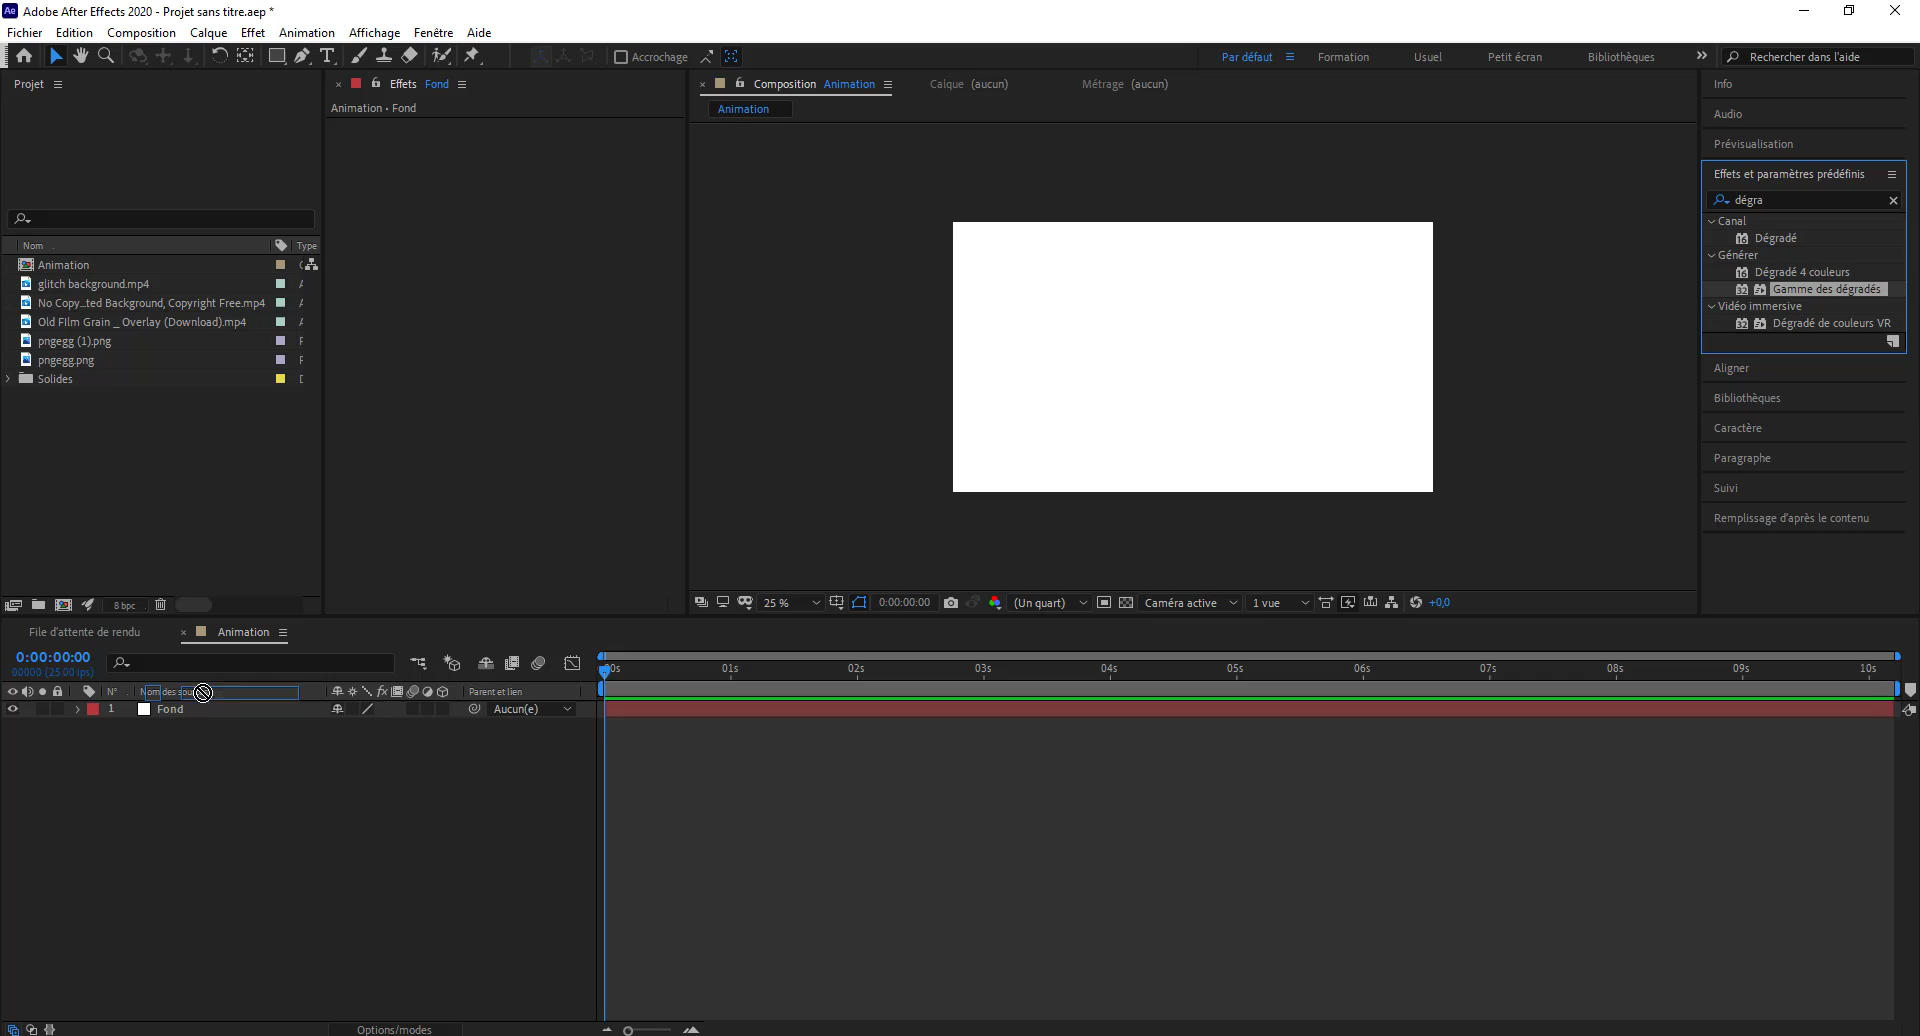 Adobe After Effects 2020 - Projet sans titre.aep *
Fichier Edition Composition Calque Effet Animation Affichage Fenêtre Aide
Accrochage
Par défaut Formation Usuel Petit écran Bibliothèques Rechercher dans l'aide
Projet
Effets Fond
Animation • Fond
Composition Animation Calque (aucun) Métrage (aucun)
Animation
Info
Audio
Prévisualisation
Effets et paramètres prédéfinis
dégra
Canal
Dégradé
Générer
Dégradé 4 couleurs
Gamme des dégradés
Vidéo immersive
Dégradé de couleurs VR
Aligner
Bibliothèques
Caractère
Paragraphe
Suivi
Remplissage d'après le contenu
Nom Type
Animation
glitch background.mp4
No Copy...ted Background, Copyright Free.mp4
Old FIlm Grain _ Overlay (Download).mp4
pngegg (1).png
pngegg.png
Solides
8 bpc
25 % 0:00:00:00 (Un quart) Caméra active 1 vue +0,0
File d'attente de rendu Animation
0:00:00:00
00000 (25.00 ips)
:00s 01s 02s 03s 04s 05s 06s 07s 08s 09s 10s
N° Nom des Parent et lien
1 Fond Aucun(e)
Options/modes